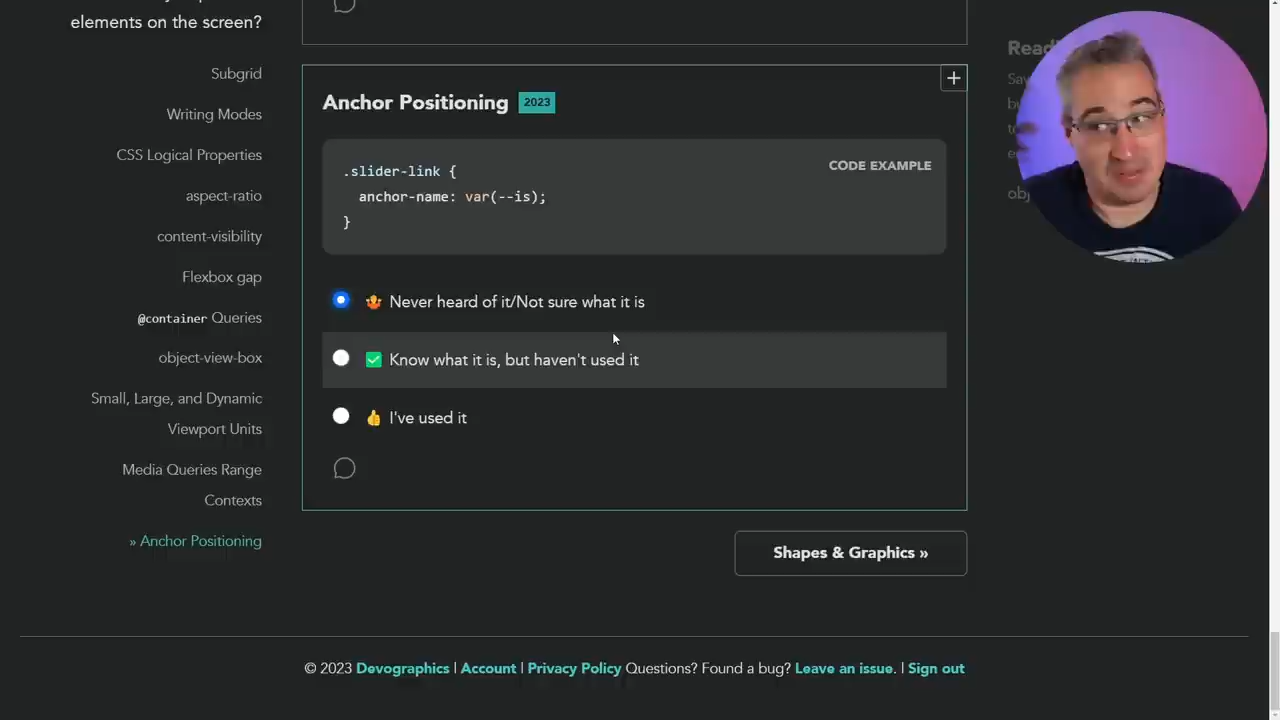 elements on the screen?
Subgrid
Writing Modes
CSS Logical Properties
aspect-ratio
content-visibility
Flexbox gap
@container Queries
object-view-box
Small, Large, and Dynamic
Viewport Units
Media Queries Range
Contexts
» Anchor Positioning
+
Anchor Positioning 2023
CODE EXAMPLE
.slider-link {
anchor-name: var(--is);
}
Never heard of it/Not sure what it is
Know what it is, but haven't used it
I've used it
Shapes & Graphics »
© 2023 Devographics | Account | Privacy Policy Questions? Found a bug? Leave an issue. | Sign out